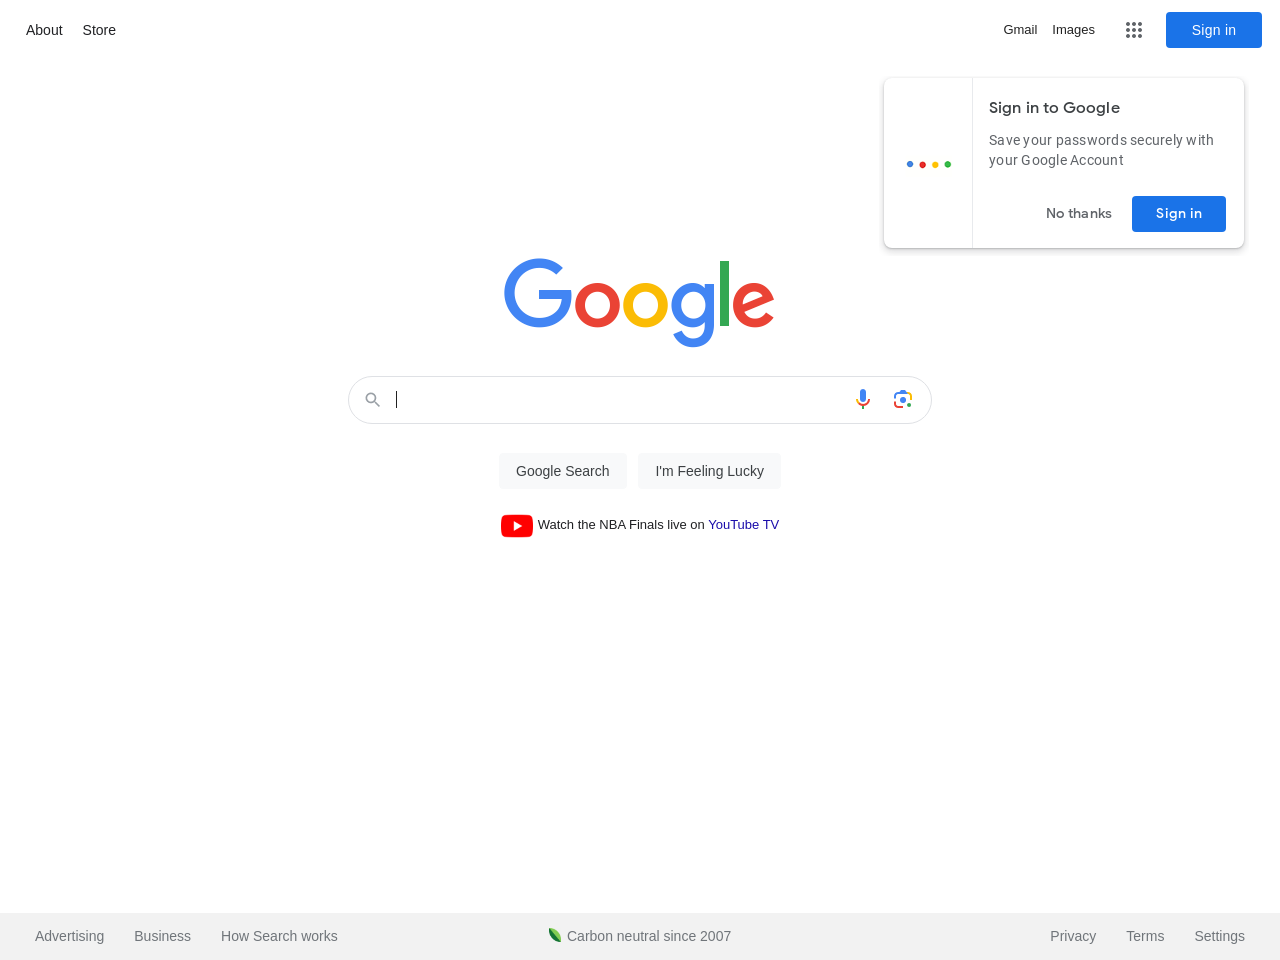 About Store Gmail Images Sign in
Sign in to Google
Save your passwords securely with
your Google Account
No thanks Sign in
Google
Google Search I'm Feeling Lucky
Watch the NBA Finals live on YouTube TV
Advertising Business How Search works Carbon neutral since 2007 Privacy Terms Settings